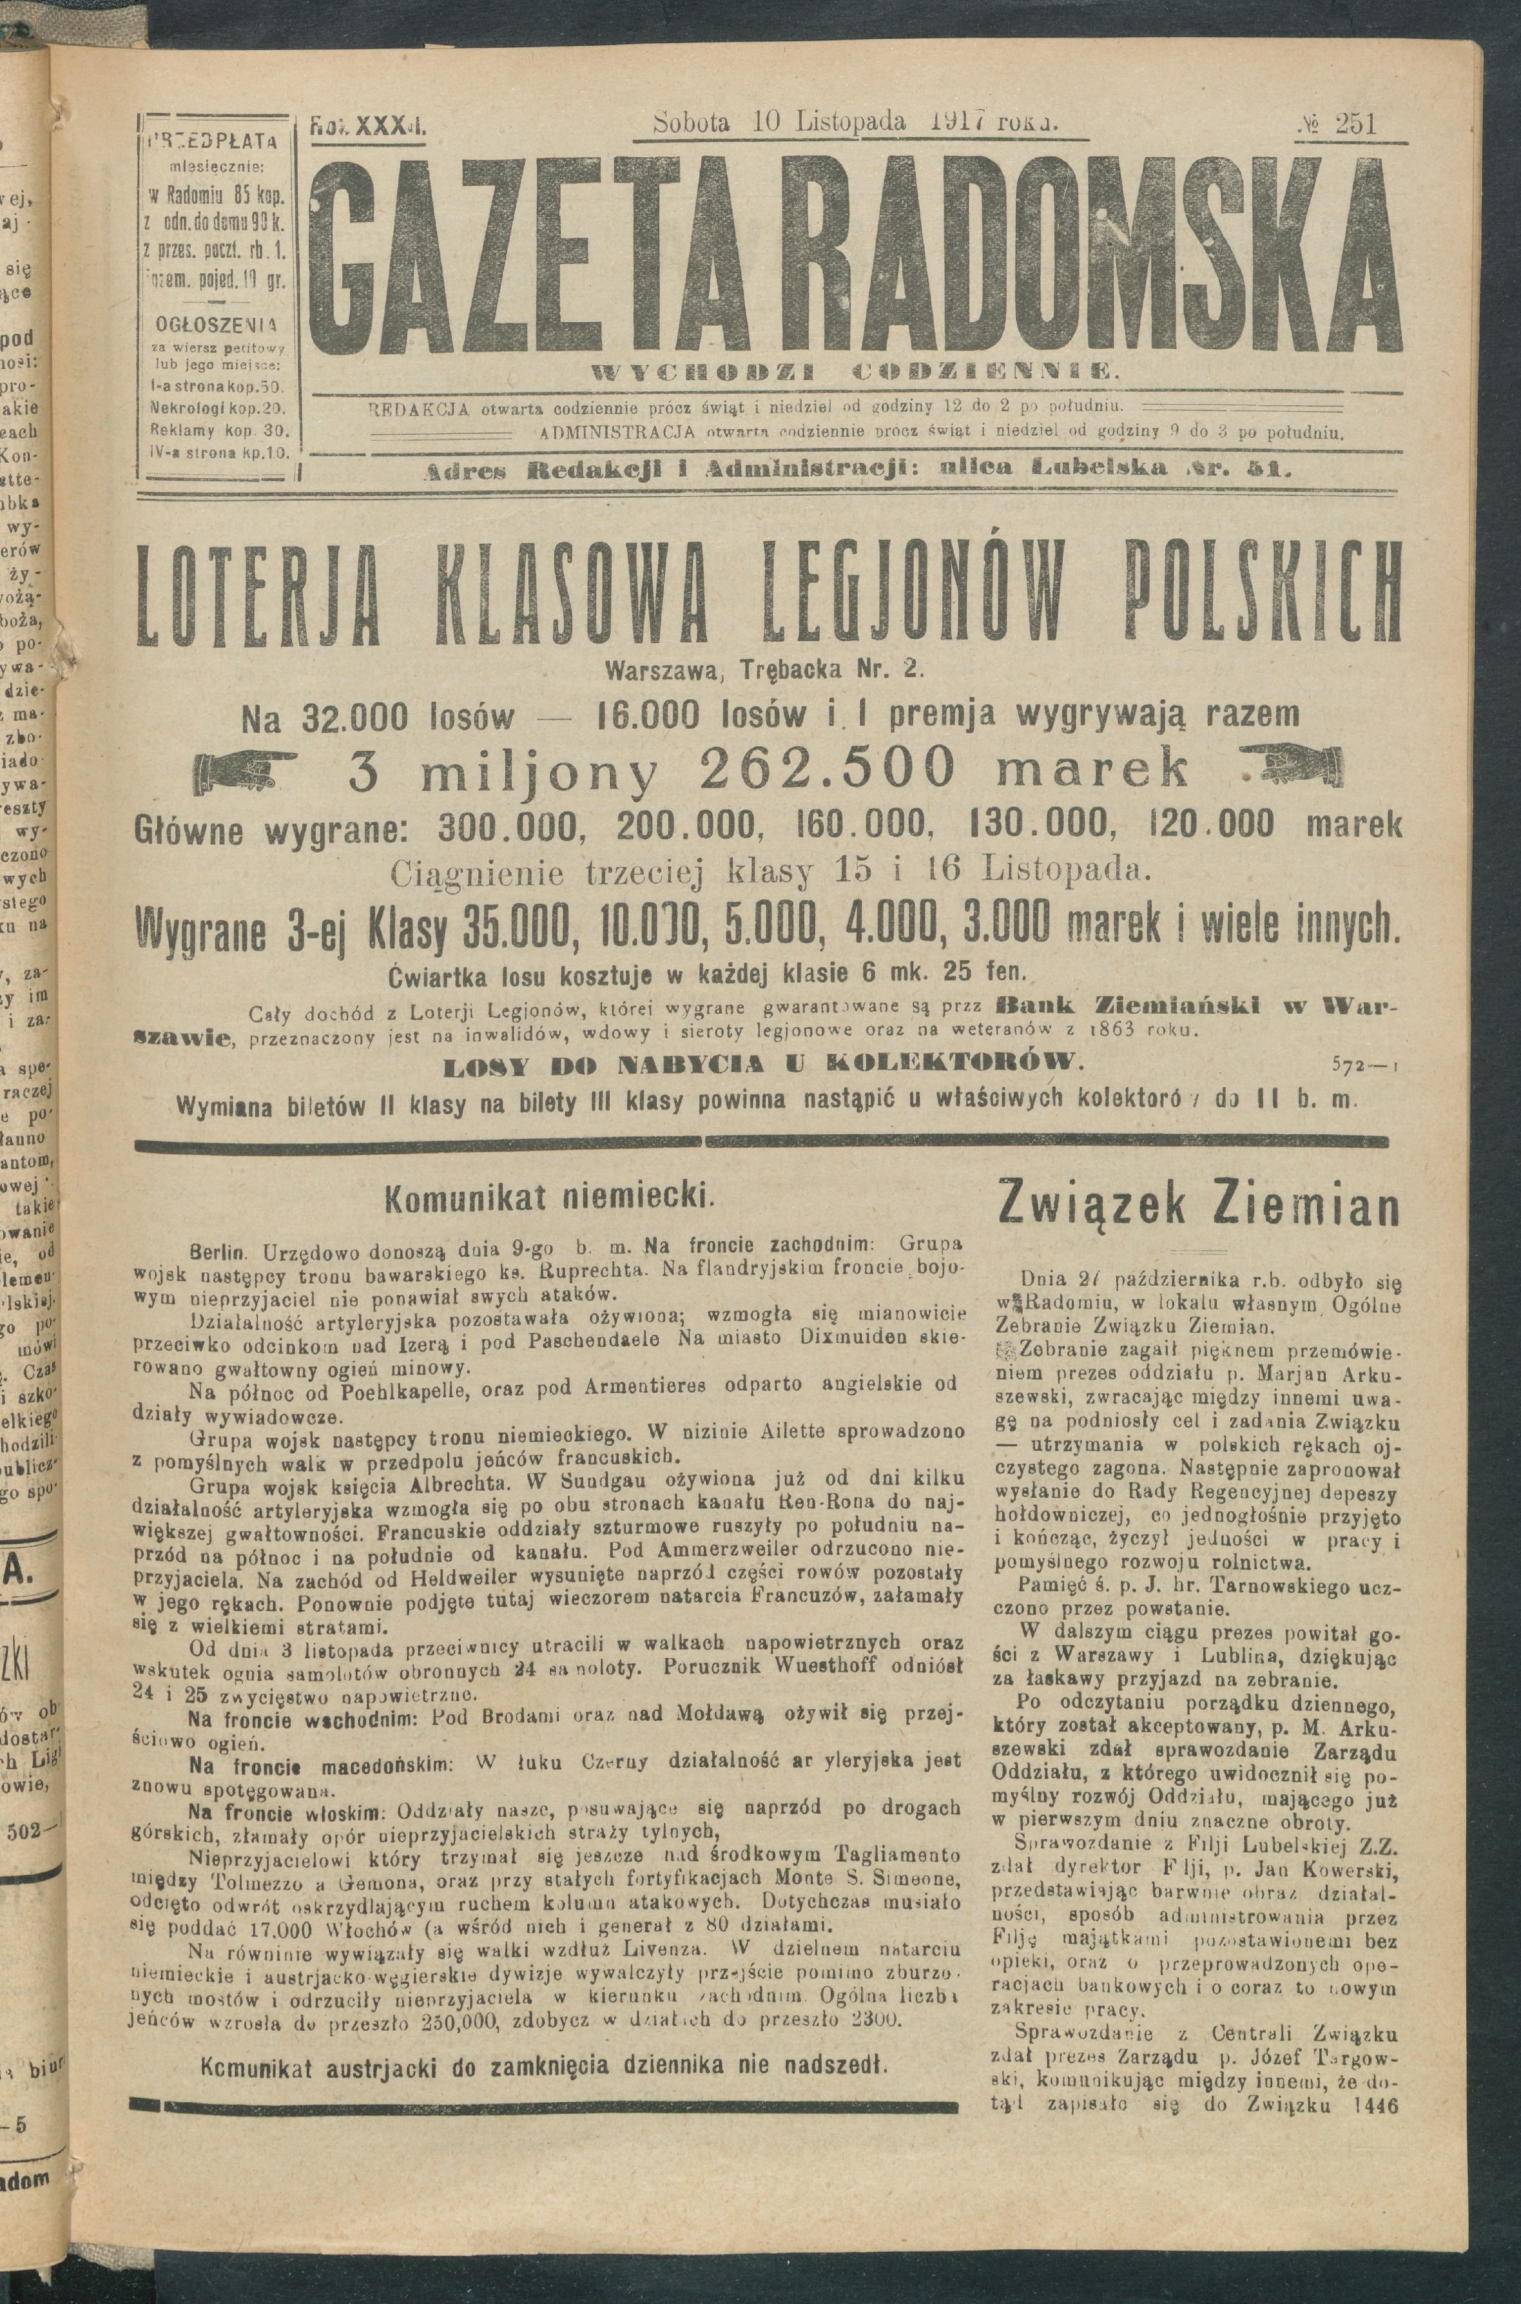 PRZEDPŁATA
miesięcznie:
w Radomiu 85 kop.
z odn. do domu 90 k.
z przes. poczt. rb. 1.
pojed. 10 gr.
OGŁOSZENIA
za wiersz petitowy
lub jego miejsce:
I-a strona kop. 50.
Nekrologi kop. 20.
Reklamy kop. 30.
IV-a strona kp. 10.
Rok
Sobota 10 Listopada 1917 roku.
№ 251
GAZETA RADOMSKA
WYCHODZI CODZIENNIE.
REDAKCJA otwarta codziennie prócz świąt i niedziel od godziny 12 do 2 po południu.
ADMINISTRACJA otwarta codziennie prócz świąt i niedziel od godziny 9 do 3 po południu.
Adres Redakcji i Administracji: ulica Lubelska Nr. 51.
LOTERJA KLASOWA LEGJONÓW POLSKICH
Warszawa, Trębacka Nr. 2.
Na 32.000 losów — 16.000 losów i 1 premja wygrywają razem
3 miljony 262.500 marek
Główne wygrane: 300.000, 200.000, 160.000, 130.000, 120.000 marek
Ciągnienie trzeciej klasy 15 i 16 Listopada.
Wygrane 3-ej Klasy 35.000, 10.000, 5.000, 4.000, 3.000 marek i wiele innych.
Ćwiartka losu kosztuje w każdej klasie 6 mk. 25 fen.
Cały dochód z Loterji Legjonów, której wygrane gwarantowane są przz Bank Ziemiański w War-
szawie, przeznaczony jest na inwalidów, wdowy i sieroty legjonowe oraz na weteranów z 1863 roku.
LOSY DO NABYCIA U KOLEKTORÓW.
572—1
Wymiana biletów II klasy na bilety III klasy powinna nastąpić u właściwych kolektorów do 11 b. m.
Komunikat niemiecki.
Berlin. Urzędowo donoszą dnia 9-go b. m. Na froncie zachodnim: Grupa
wojsk następcy tronu bawarskiego ks. Ruprechta. Na flandryjskim froncie bojo-
wym nieprzyjaciel nie ponawiał swych ataków.
Działalność artyleryjska pozostawała ożywiona; wzmogła się mianowicie
przeciwko odcinkom nad Izerą i pod Paschendaele Na miasto Dixmuiden skie-
rowano gwałtowny ogień minowy.
Na północ od Poehlkapelle, oraz pod Armentieres odparto angielskie od
działy wywiadowcze.
Grupa wojsk następcy tronu niemieckiego. W nizinie Ailette sprowadzono
z pomyślnych walk w przedpolu jeńców francuskich.
Grupa wojsk księcia Albrechta. W Sundgau ożywiona już od dni kilku
działalność artyleryjska wzmogła się po obu stronach kanału Ren-Rona do naj-
większej gwałtowności. Francuskie oddziały szturmowe ruszyły po południu na-
przód na północ i na południe od kanału. Pod Ammerzweiler odrzucono nie-
przyjaciela. Na zachód od Heldweiler wysunięte naprzód części rowów pozostały
w jego rękach. Ponownie podjęte tutaj wieczorem natarcia Francuzów, załamały
się z wielkiemi stratami.
Od dnia 3 listopada przeciwnicy utracili w walkach napowietrznych oraz
wskutek ognia samolotów obronnych 24 samoloty. Porucznik Wuesthoff odniósł
24 i 25 zwycięstwo napowietrzne.
Na froncie wschodnim: Pod Brodami oraz nad Mołdawą ożywił się przej-
ściowo ogień.
Na froncie macedońskim: W łuku Czerny działalność artyleryjska jest
znowu spotęgowana.
Na froncie włoskim: Oddziały nasze, posuwające się naprzód po drogach
górskich, złamały opór nieprzyjacielskich straży tylnych,
Nieprzyjacielowi który trzymał się jeszcze nad środkowym Tagliamento
między Tolmezzo a Gemona, oraz przy stałych fortyfikacjach Monte S. Simeone,
odcięto odwrót oskrzydlającym ruchem kolumn atakowych. Dotychczas musiało
się poddać 17.000 Włochów (a wśród nich i generał z 80 działami.
Na równinie wywiązały się walki wzdłuż Livenza. W dzielnem natarciu
niemieckie i austrjacko-węgierskie dywizje wywalczyły przejście pomimo zburzo-
nych mostów i odrzuciły nieprzyjaciela w kierunku zachodnim. Ogólna liczba
jeńców wzrosła do przeszło 250,000, zdobycz w działach do przeszło 2300.
Komunikat austrjacki do zamknięcia dziennika nie nadszedł.
Związek Ziemian
Dnia 27 października r.b. odbyło się
w Radomiu, w lokalu własnym Ogólne
Zebranie Związku Ziemian.
Zebranie zagaił pięknem przemówie-
niem prezes oddziału p. Marjan Arku-
szewski, zwracając między innemi uwa-
gę na podniosły cel i zadania Związku
— utrzymania w polskich rękach oj-
czystego zagona. Następnie zapronował
wysłanie do Rady Regencyjnej depeszy
hołdowniczej, co jednogłośnie przyjęto
i kończąc, życzył jedności w pracy i
pomyślnego rozwoju rolnictwa.
Pamięć ś. p. J. hr. Tarnowskiego ucz-
czono przez powstanie.
W dalszym ciągu prezes powitał go-
ści z Warszawy i Lublina, dziękując
za łaskawy przyjazd na zebranie.
Po odczytaniu porządku dziennego,
który został akceptowany, p. M. Arku-
szewski zdał sprawozdanie Zarządu
Oddziału, z którego uwidocznił się po-
myślny rozwój Oddziału, mającego już
w pierwszym dniu znaczne obroty.
Sprawozdanie z Filji Lubelskiej Z.Z.
zdał dyrektor Filji, p. Jan Kowerski,
przedstawiając barwnie obraz działal-
ności, sposób administrowania przez
Filję majątkami pozostawionemi bez
opieki, oraz o przeprowadzonych ope-
racjach bankowych i o coraz to nowym
zakresie pracy.
Sprawozdanie z Centrali Związku
zdał prezes Zarządu p. Józef Targow-
ski, komunikując między innemi, że do-
tąd zapisało się do Związku 1446